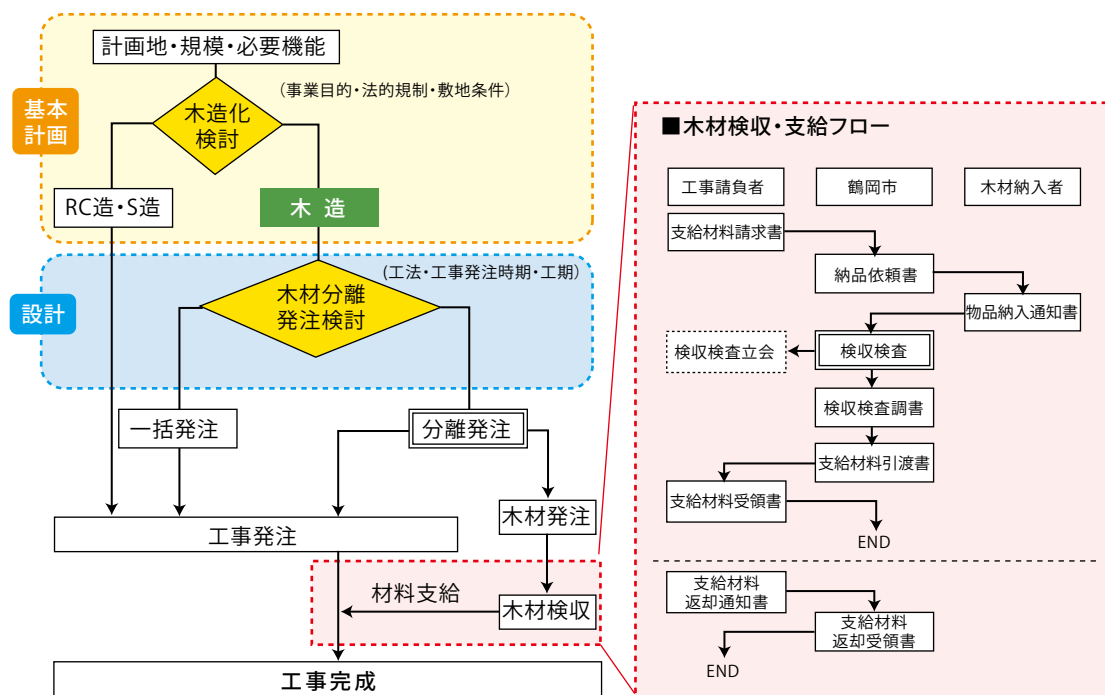 計画地・規模・必要機能
(事業目的・法的規制・敷地条件)
基本
計画
木造化
検討
RC造・S造
木 造
設計
(工法・工事発注時期・工期)
木材分離
発注検討
一括発注
分離発注
木材発注
工事発注
材料支給
木材検収
工事完成
■木材検収・支給フロー
工事請負者
鶴岡市
木材納入者
支給材料請求書
納品依頼書
物品納入通知書
検収検査立会
検収検査
検収検査調書
支給材料引渡書
支給材料受領書
END
支給材料
返却通知書
支給材料
返却受領書
END